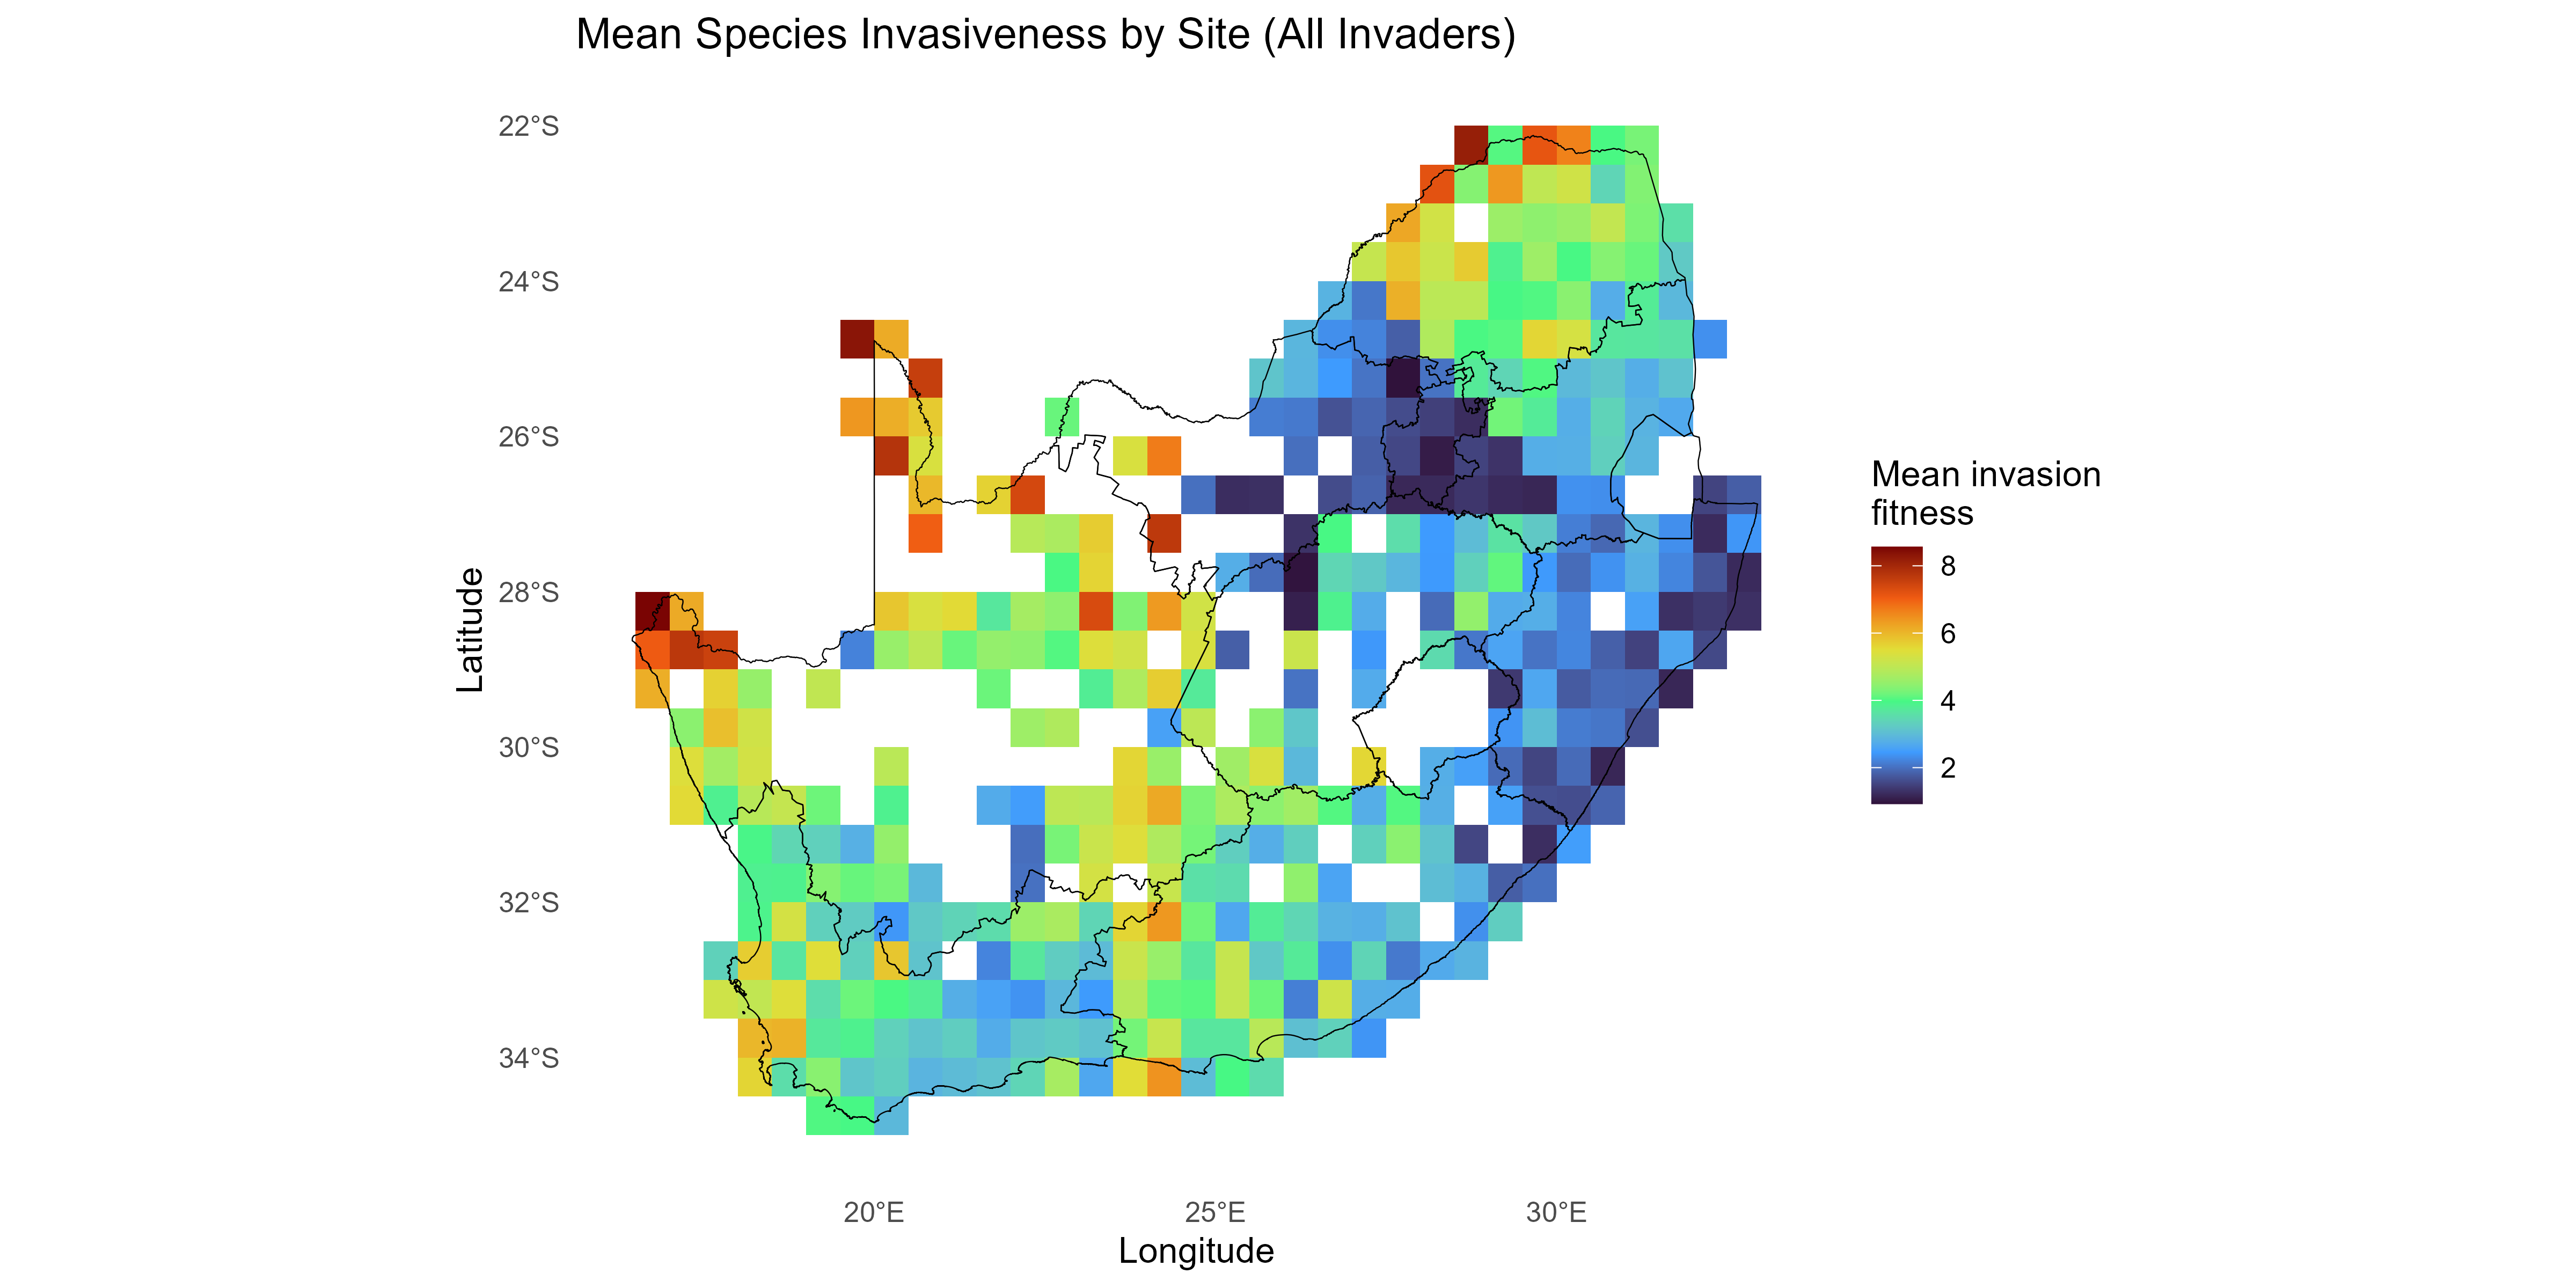 Mean Species Invasiveness by Site (All Invaders)
22°S
24°S
26°S
28°S
30°S
32°S
34°S
Latitude
20°E
25°E
30°E
Longitude
Mean invasion
fitness
8
6
4
2